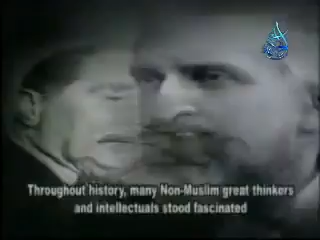 Throughout history, many Non-Muslim great thinkers
and intellectuals stood fascinated